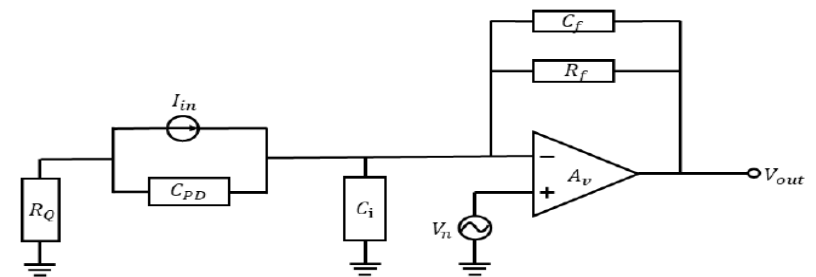 C_f
R_f
I_in
C_PD
R_Q
C_i
−
A_v
+
V_n
V_out